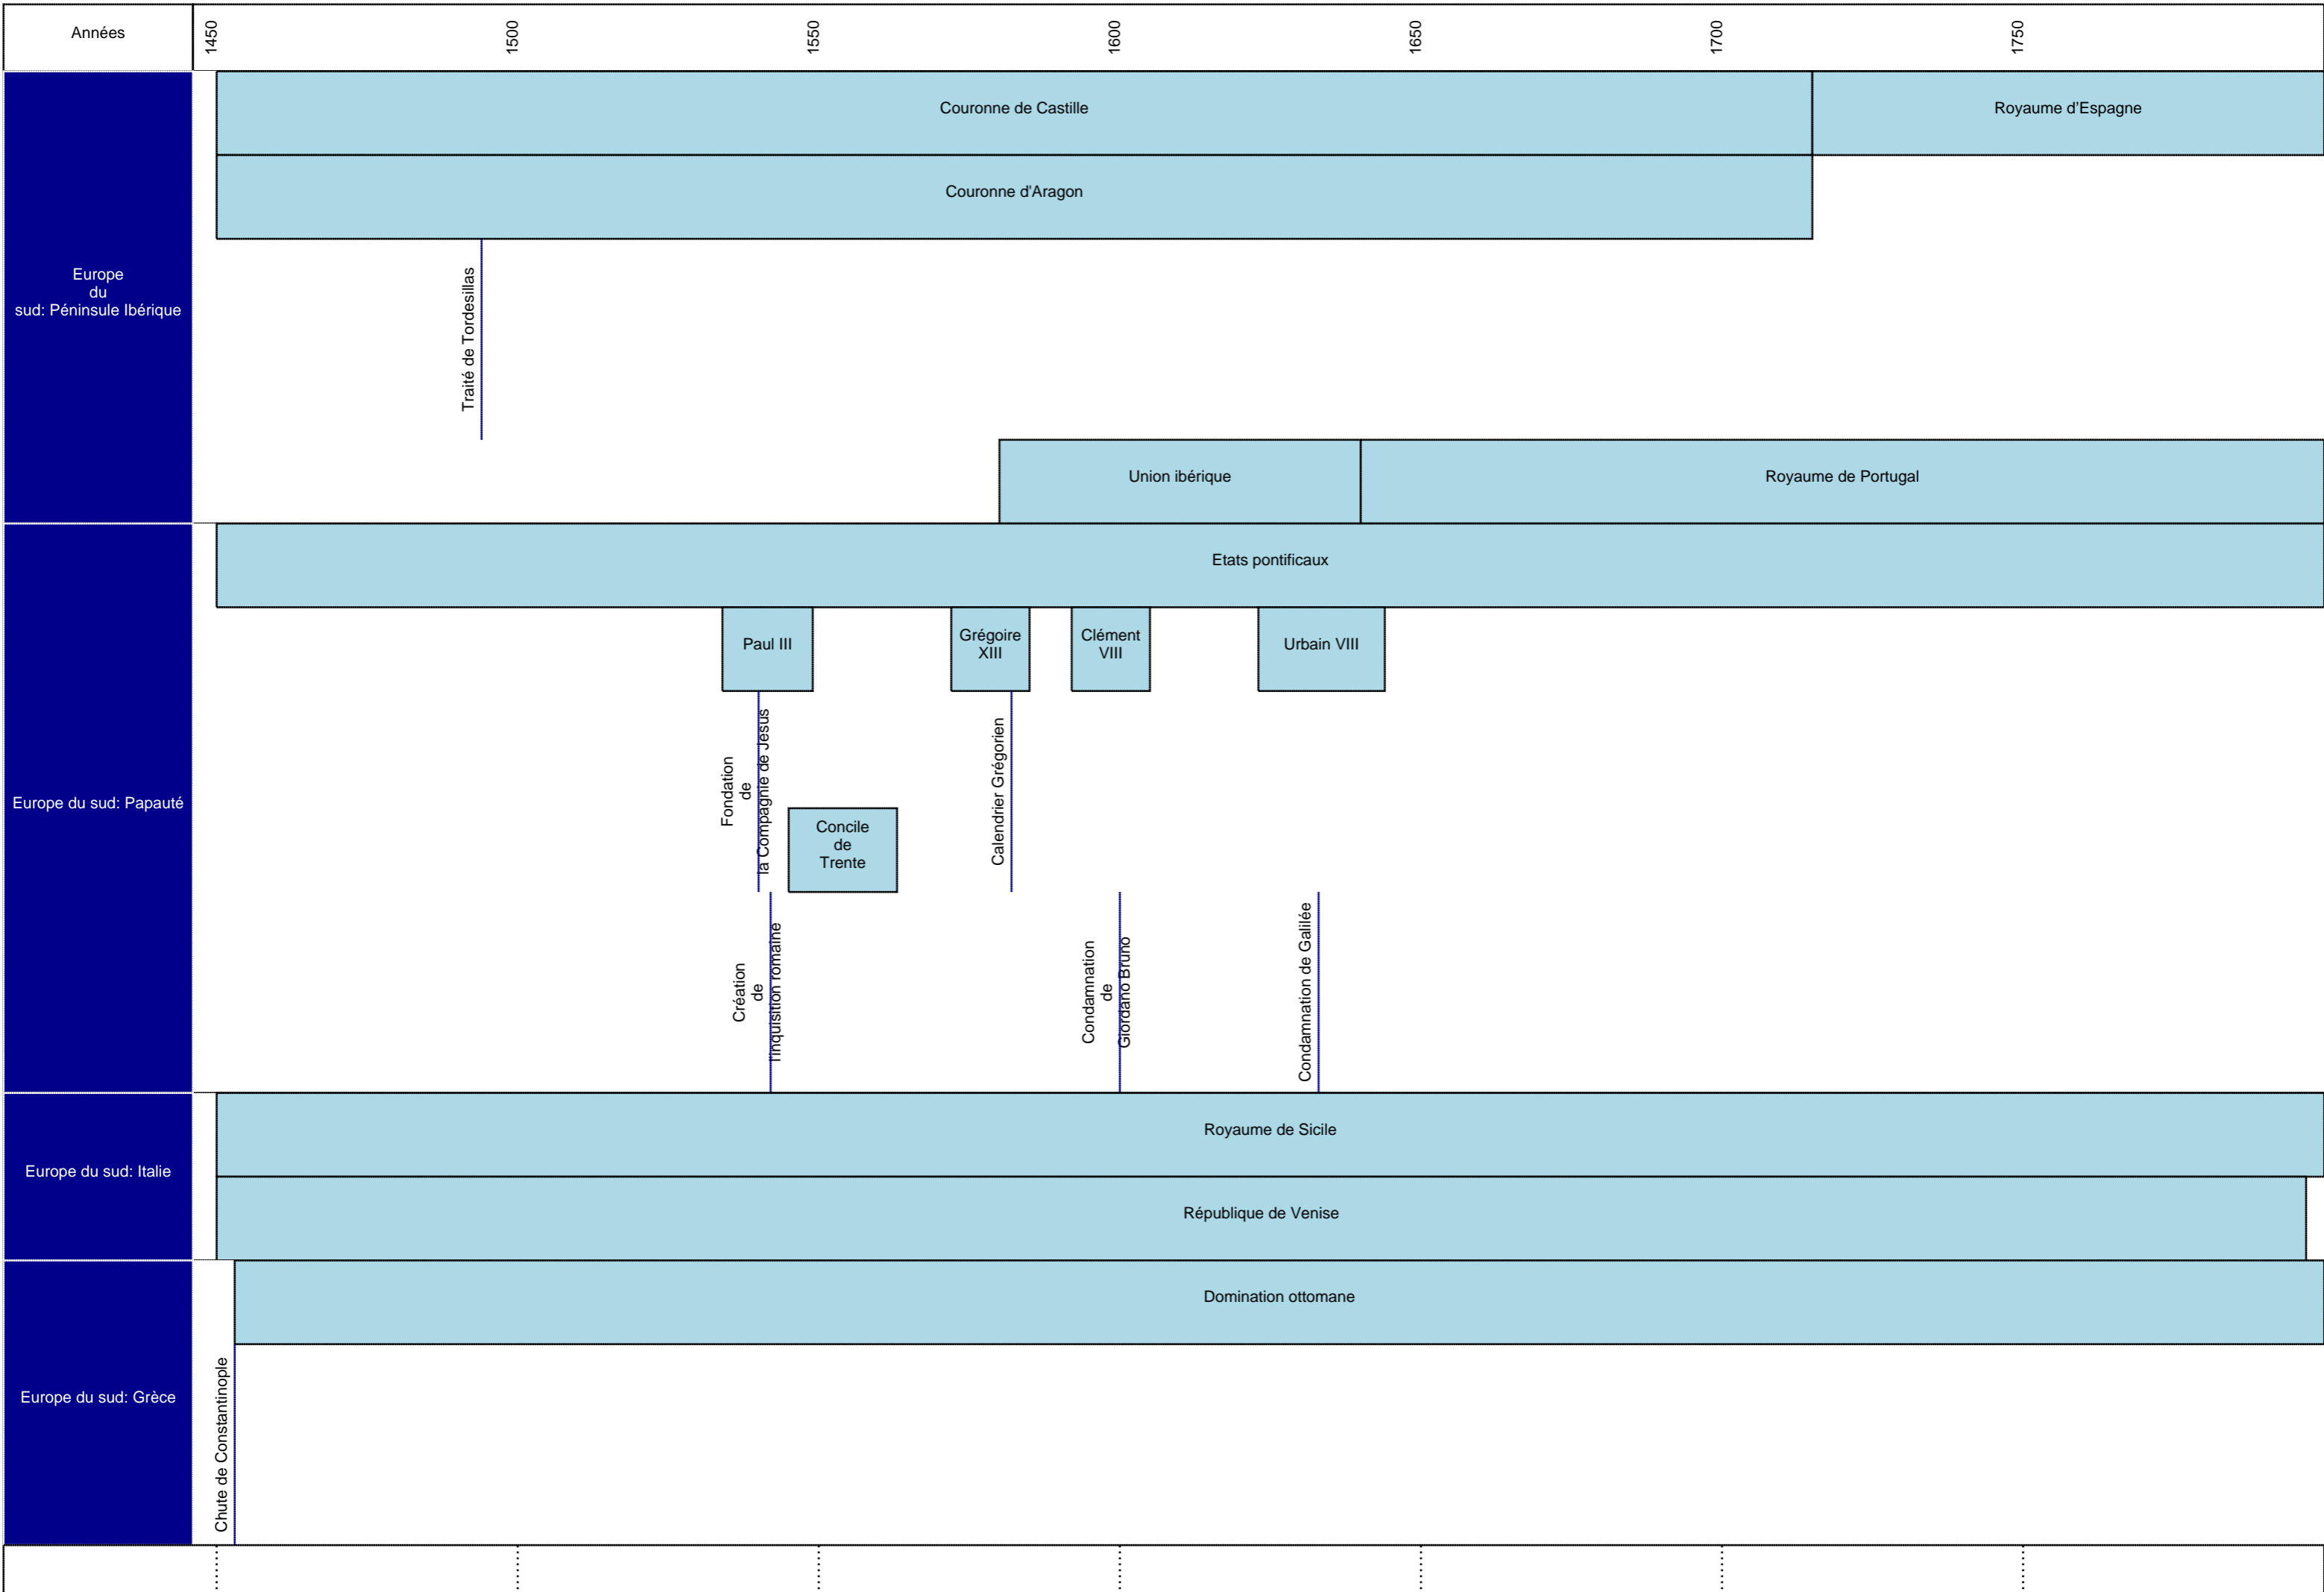 Années
1450
1500
1550
1600
1650
1700
1750
Europe
du
sud: Péninsule Ibérique
Couronne de Castille
Royaume d'Espagne
Couronne d'Aragon
Traité de Tordesillas
Union ibérique
Royaume de Portugal
Europe du sud: Papauté
Etats pontificaux
Paul III
Grégoire
XIII
Clément
VIII
Urbain VIII
Fondation
de
la Compagnie de Jésus
Calendrier Grégorien
Concile
de
Trente
Création
de
l'inquisition romaine
Condamnation
de
Giordano Bruno
Condamnation de Galilée
Europe du sud: Italie
Royaume de Sicile
République de Venise
Europe du sud: Grèce
Domination ottomane
Chute de Constantinople